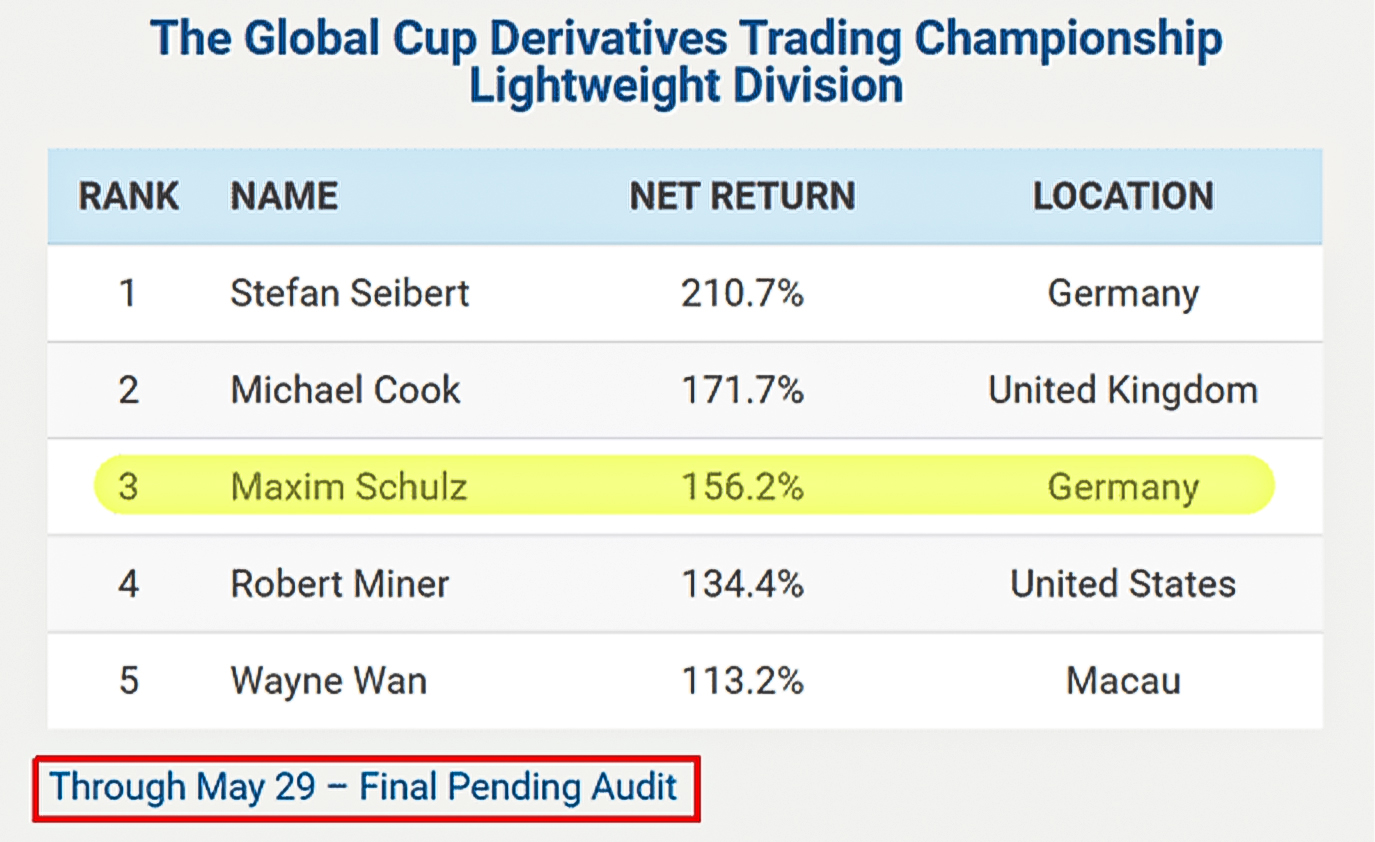 The Global Cup Derivatives Trading Championship
Lightweight Division
RANK NAME NET RETURN LOCATION
1 Stefan Seibert 210.7% Germany
2 Michael Cook 171.7% United Kingdom
3 Maxim Schulz 156.2% Germany
4 Robert Miner 134.4% United States
5 Wayne Wan 113.2% Macau
Through May 29 – Final Pending Audit